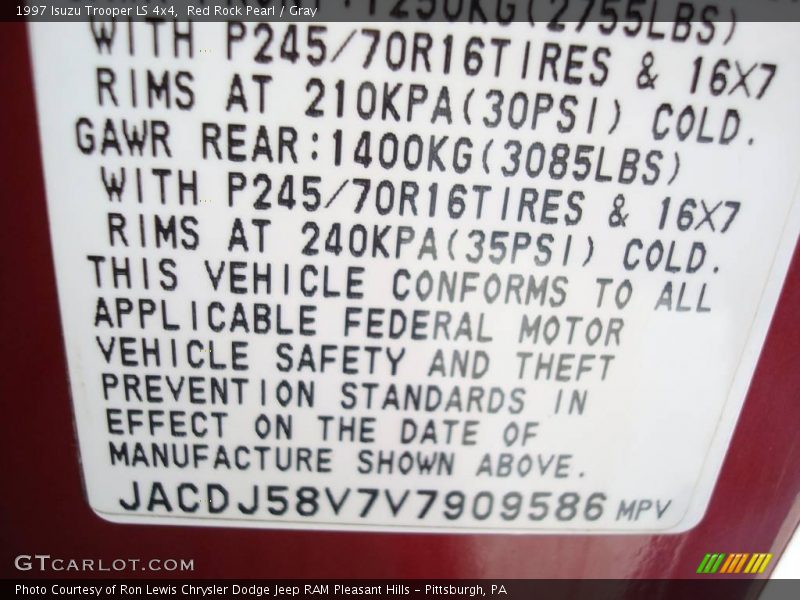 1997 Isuzu Trooper LS 4x4,  Red Rock Pearl / Gray
:1250KG(2755LBS)
WITH P245/70R16TIRES & 16X7
RIMS AT 210KPA(30PSI) COLD.
GAWR REAR:1400KG(3085LBS)
WITH P245/70R16TIRES & 16X7
RIMS AT 240KPA(35PSI) COLD.
THIS VEHICLE CONFORMS TO ALL
APPLICABLE FEDERAL MOTOR
VEHICLE SAFETY AND THEFT
PREVENTION STANDARDS IN
EFFECT ON THE DATE OF
MANUFACTURE SHOWN ABOVE.
JACDJ58V7V7909586 MPV
GTCARLOT.COM
Photo Courtesy of Ron Lewis Chrysler Dodge Jeep RAM Pleasant Hills - Pittsburgh, PA